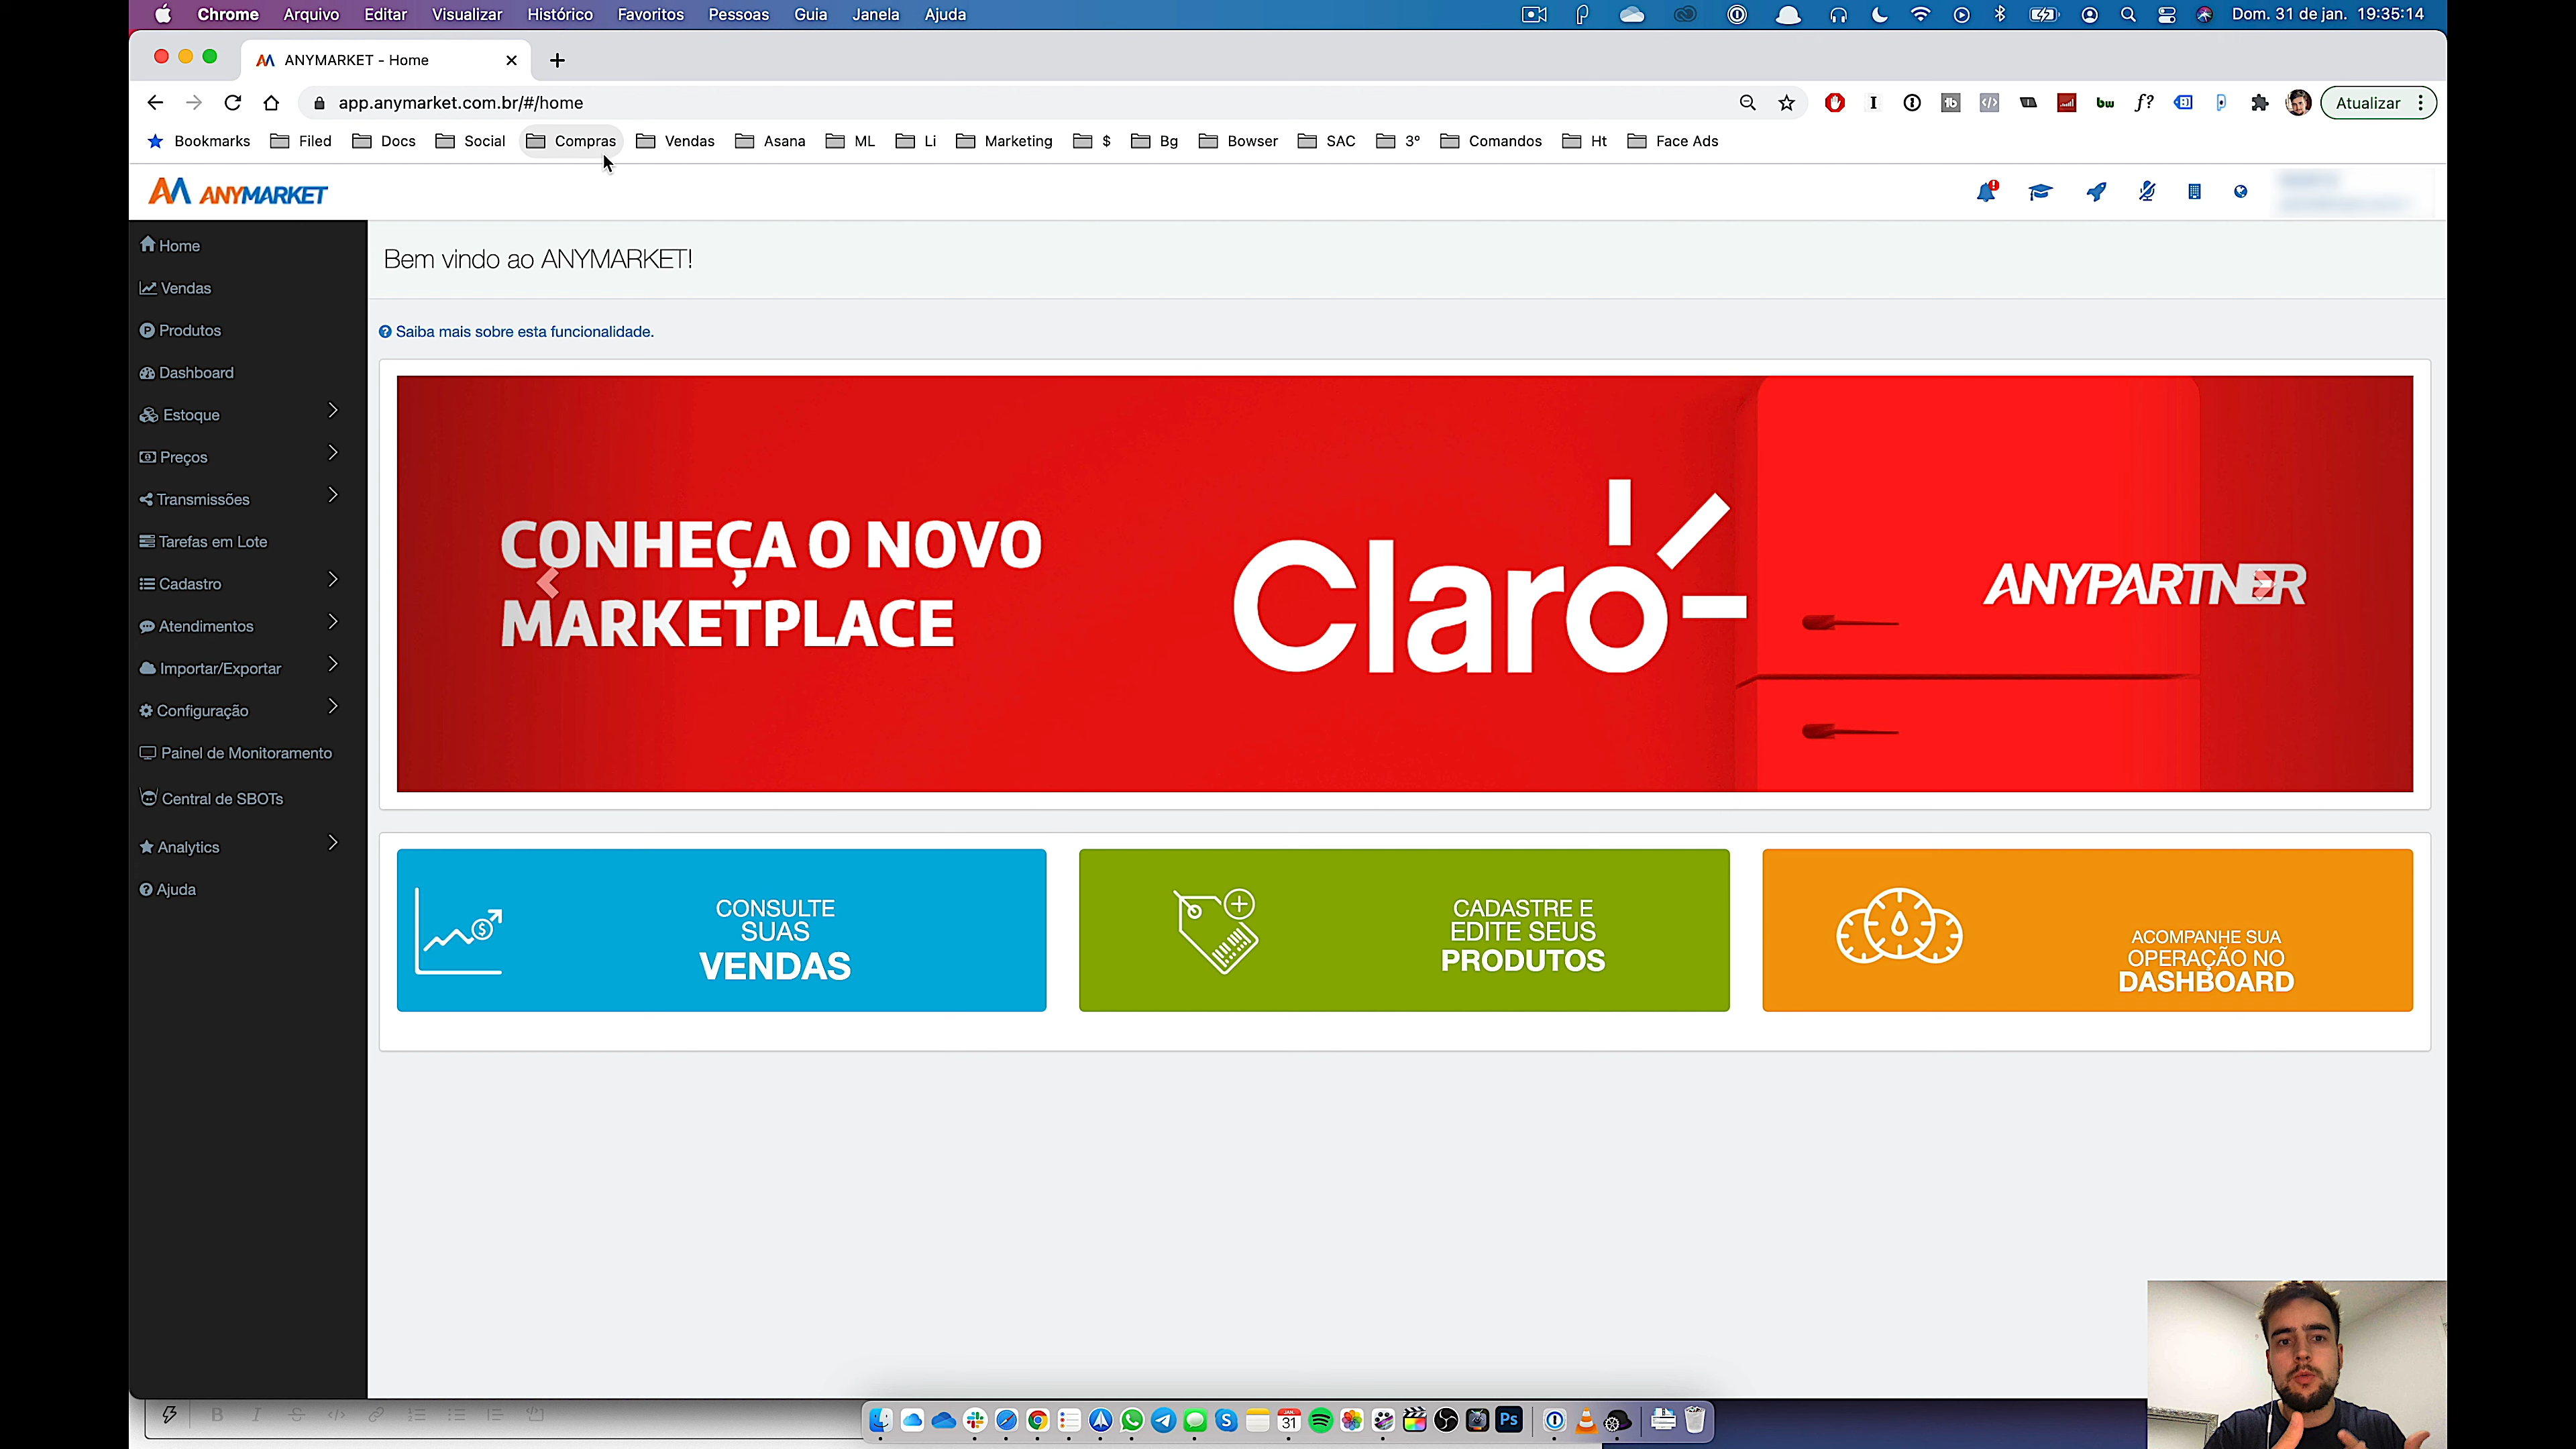 Chrome Arquivo Editar Visualizar Histórico Favoritos Pessoas Guia Janela Ajuda Dom. 31 de jan. 19:35:14
ANYMARKET - Home
app.anymarket.com.br/#/home
Atualizar
Bookmarks Filed Docs Social Compras Vendas Asana ML Li Marketing $ Bg Bowser SAC 3º Comandos Ht Face Ads
ANYMARKET
Home
Vendas
Produtos
Dashboard
Estoque
Preços
Transmissões
Tarefas em Lote
Cadastro
Atendimentos
Importar/Exportar
Configuração
Painel de Monitoramento
Central de SBOTs
Analytics
Ajuda
Bem vindo ao ANYMARKET!
Saiba mais sobre esta funcionalidade.
CONHEÇA O NOVO
MARKETPLACE
Claro
ANYPARTNER
CONSULTE
SUAS
VENDAS
CADASTRE E
EDITE SEUS
PRODUTOS
ACOMPANHE SUA
OPERAÇÃO NO
DASHBOARD